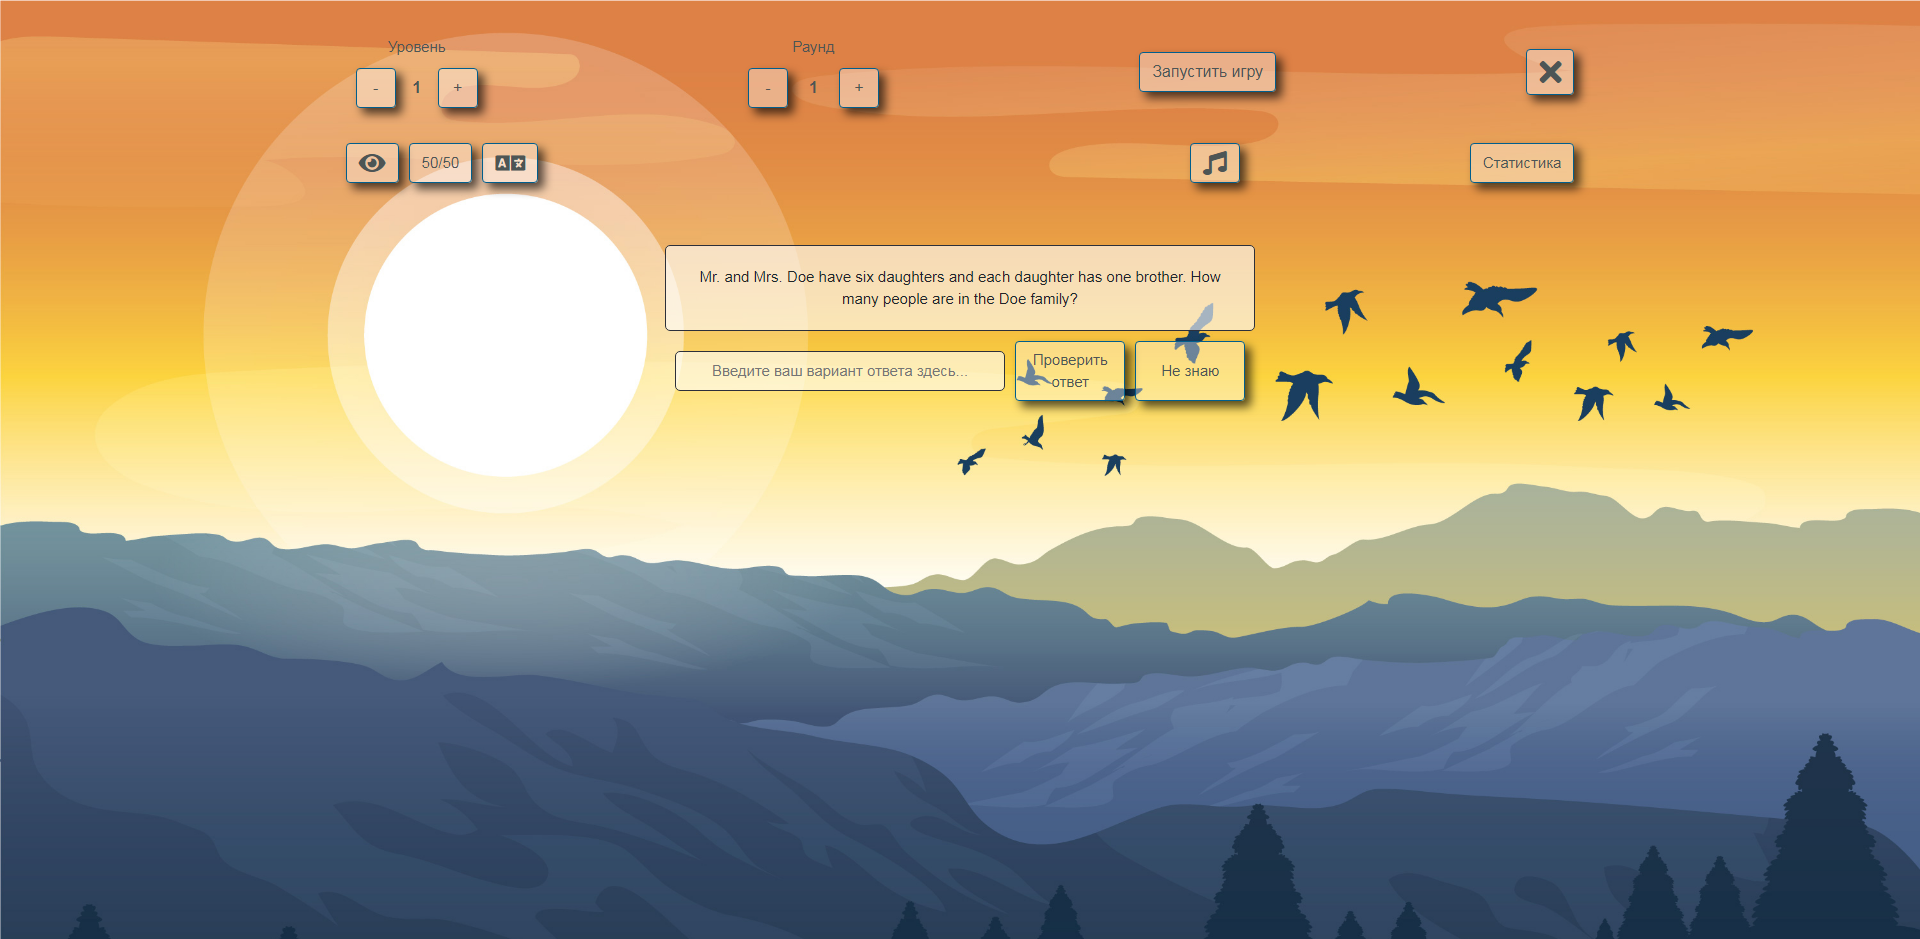 Уровень
- 1 +
Раунд
- 1 +
Запустить игру
50/50
A
Статистика
Mr. and Mrs. Doe have six daughters and each daughter has one brother. How
many people are in the Doe family?
Введите ваш вариант ответа здесь...
Проверить
ответ
Не знаю